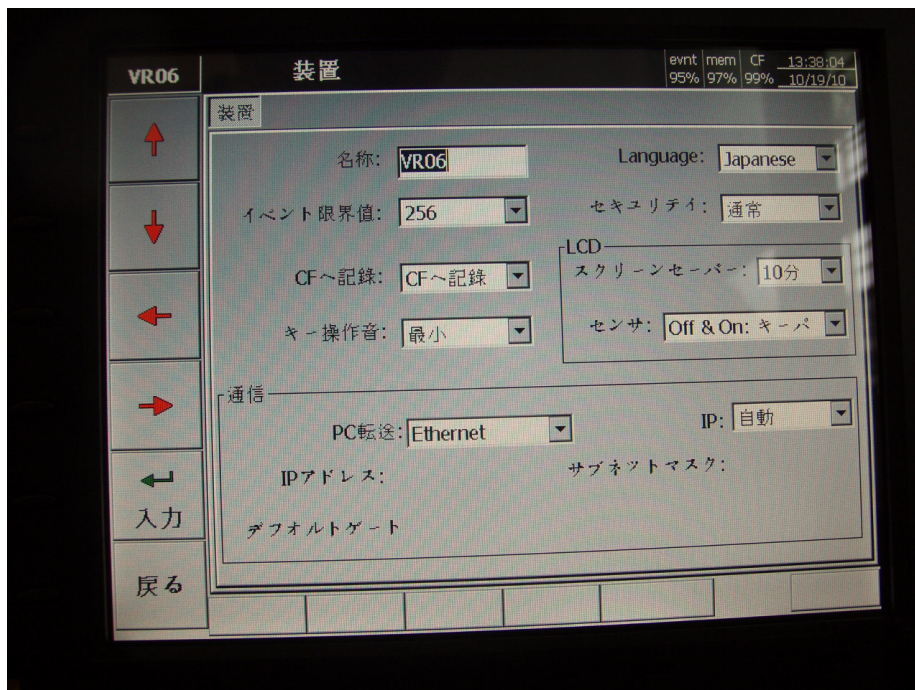 VR06 装置 evnt mem CF 13:38:04
95% 97% 99% 10/19/10
装置
名称: VR06 Language: Japanese
イベント限界値: 256 セキュリティ: 通常
LCD
CFへ記録: CFへ記録 スクリーンセーバー: 10分
キー操作音: 最小 センサ: Off & On: キーパ
通信
PC転送: Ethernet IP: 自動
IPアドレス: サブネットマスク:
デフォルトゲート
入力
戻る